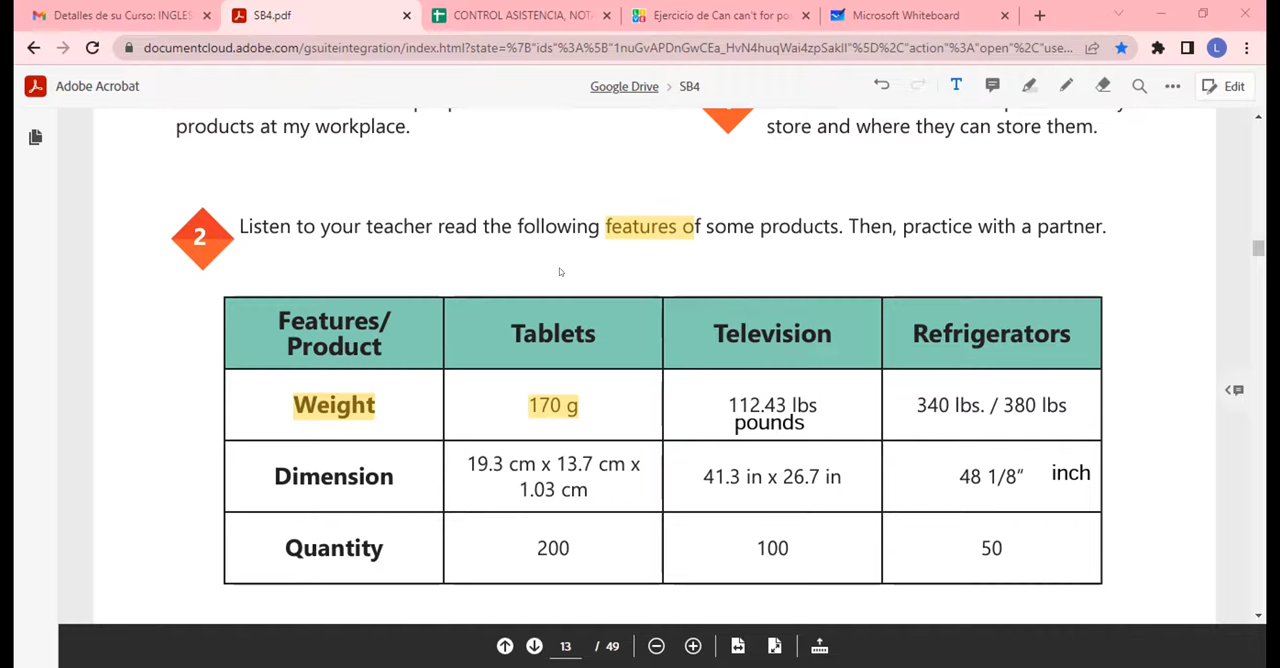 Detalles de su Curso: INGLES
SB4.pdf
CONTROL ASISTENCIA, NOTA
Ejercicio de Can can't for po
Microsoft Whiteboard
documentcloud.adobe.com/gsuiteintegration/index.html?state=%7B"ids"%3A%5B"1nuGvAPDnGwCEa_HvN4huqWai4zpSakII"%5D%2C"action"%3A"open"%2C"use...
L
Adobe Acrobat
Google Drive > SB4
T
Edit
products at my workplace.
store and where they can store them.
2 Listen to your teacher read the following features of some products. Then, practice with a partner.
Features/ Product
Tablets
Television
Refrigerators
Weight
170 g
112.43 lbs
pounds
340 lbs. / 380 lbs
Dimension
19.3 cm x 13.7 cm x
1.03 cm
41.3 in x 26.7 in
48 1/8” inch
Quantity
200
100
50
13 / 49